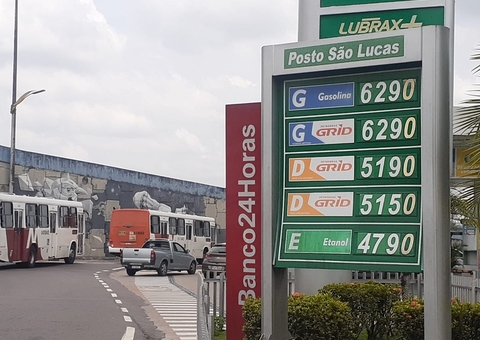 LUBRAX+
Posto São Lucas
G Gasolina 6290
G GRID 6290
D GRID 5190
D GRID 5150
E Etanol 4790
Banco24Horas